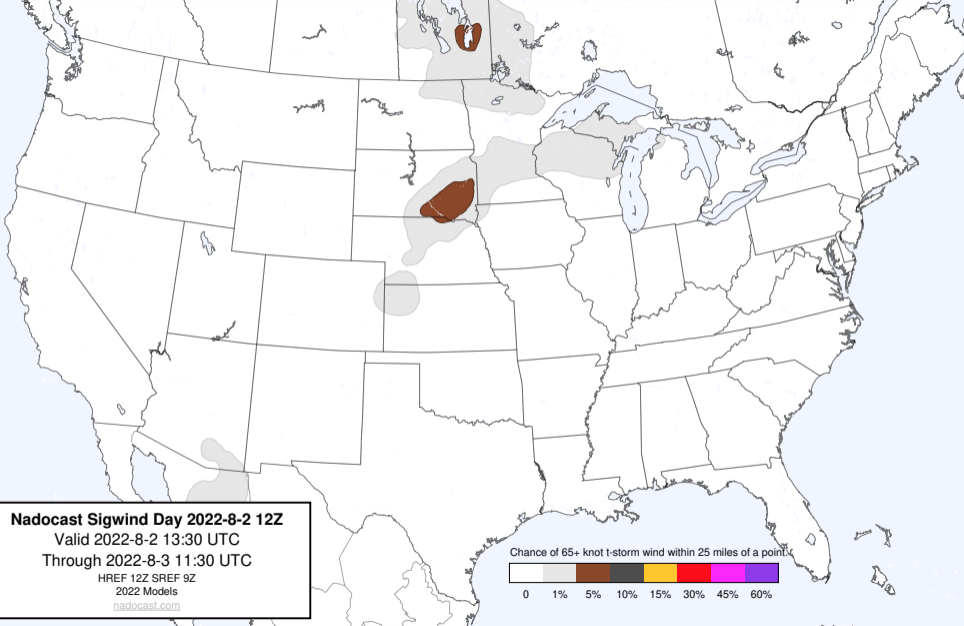 Nadocast Sigwind Day 2022-8-2 12Z
Valid 2022-8-2 13:30 UTC
Through 2022-8-3 11:30 UTC
HREF 12Z SREF 9Z
2022 Models
nadocast.com
Chance of 65+ knot t-storm wind within 25 miles of a point.
0 1% 5% 10% 15% 30% 45% 60%